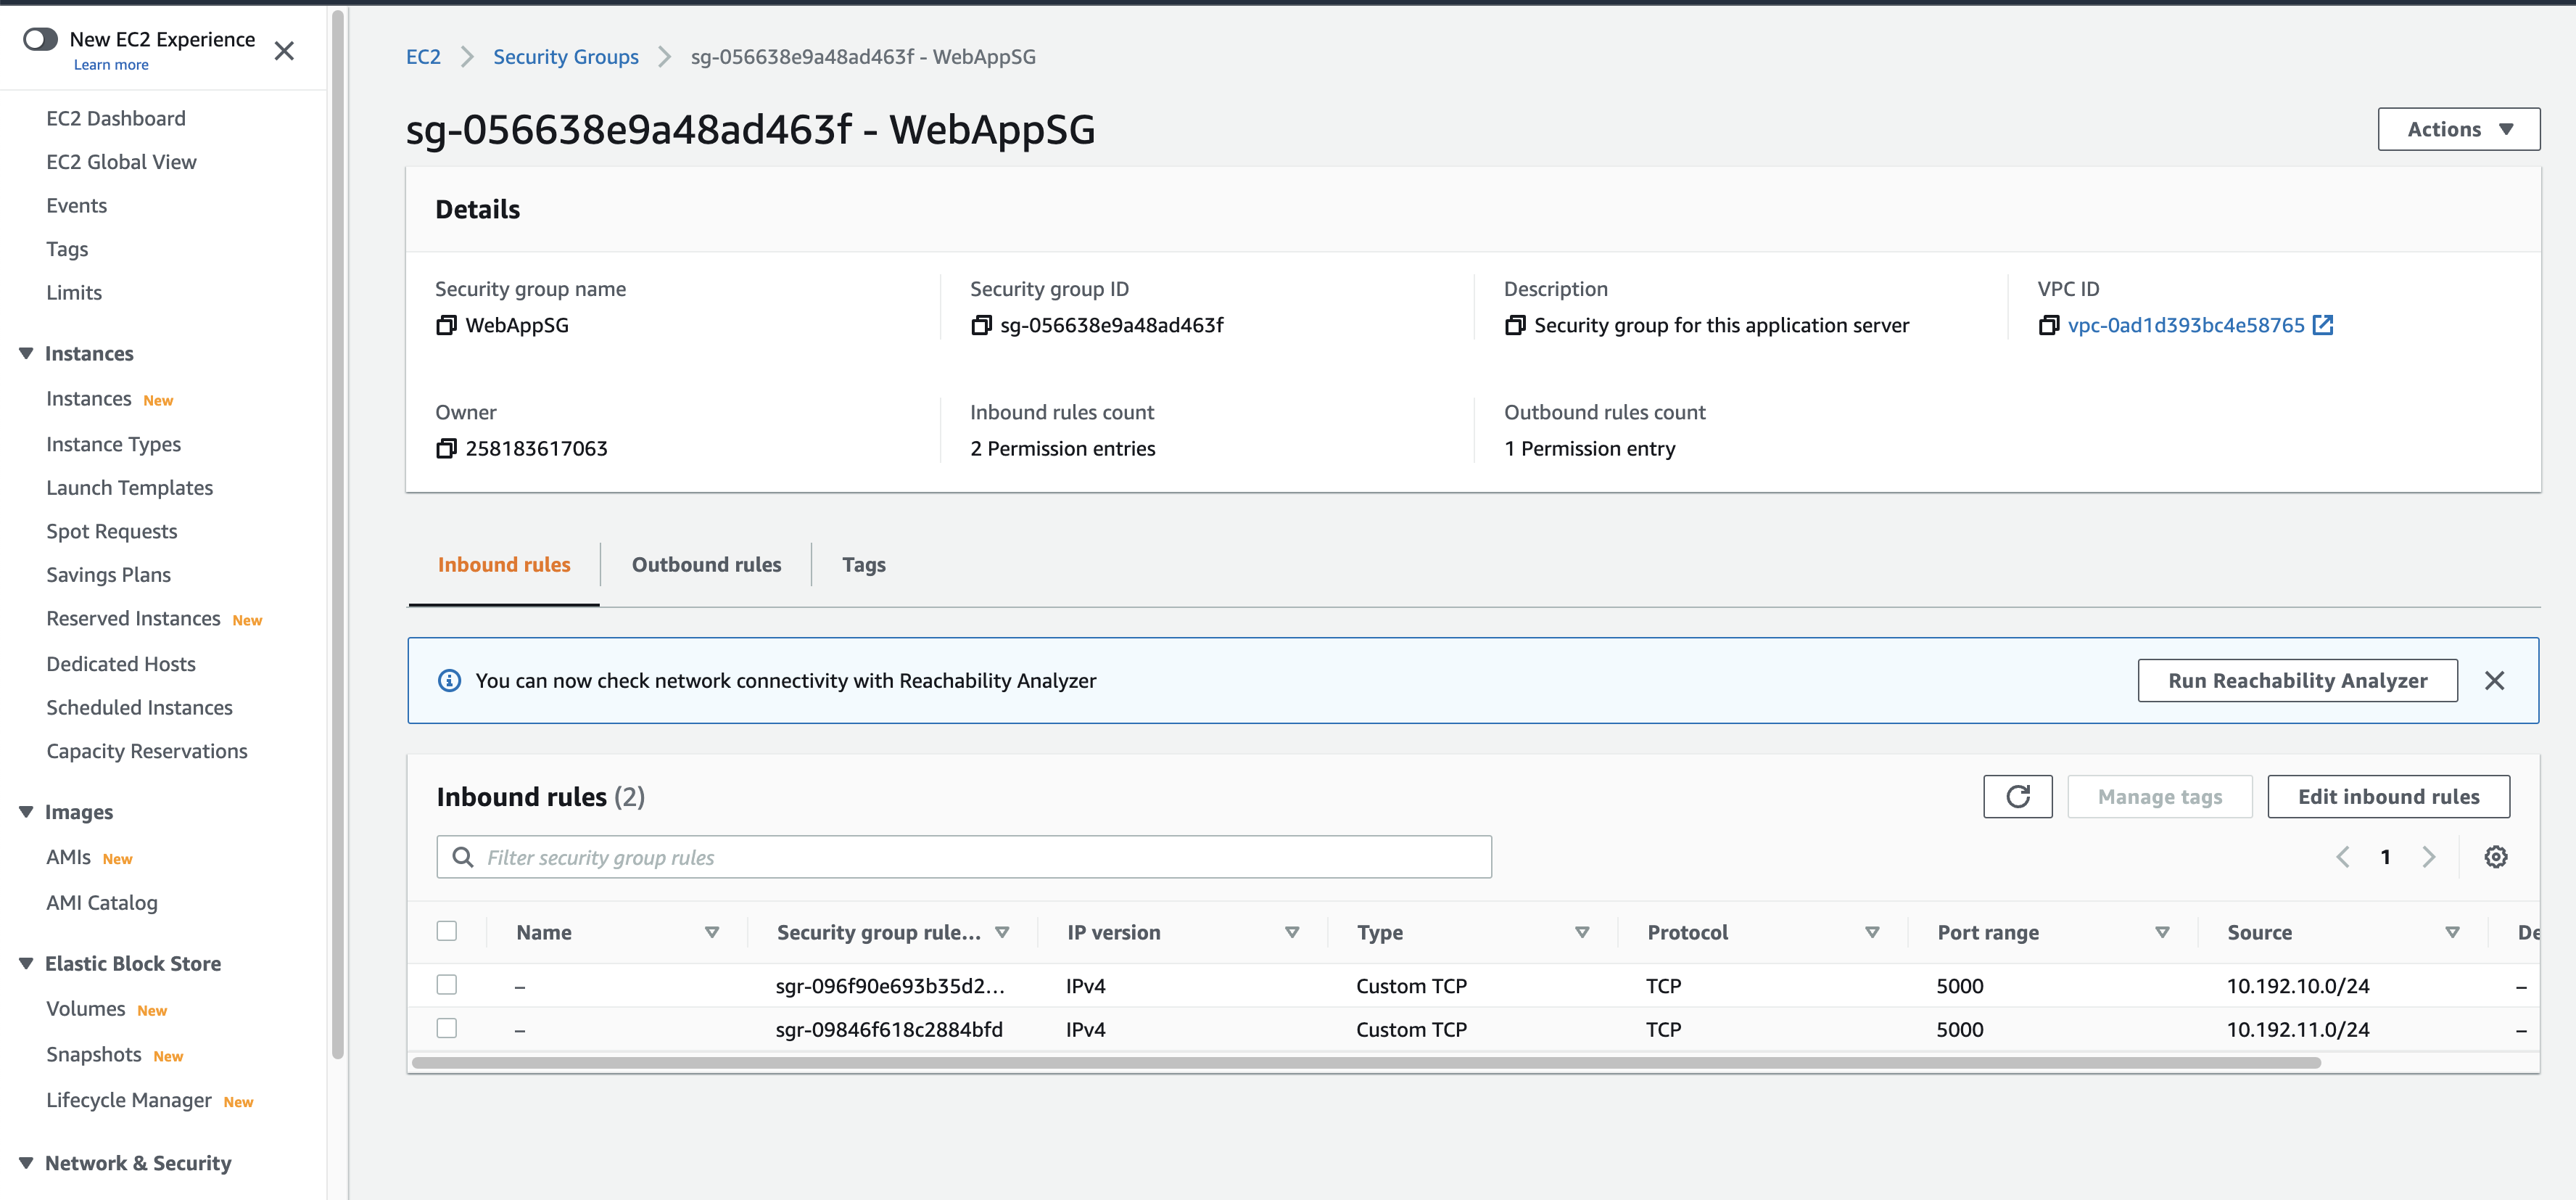 New EC2 Experience
Learn more
EC2 Dashboard
EC2 Global View
Events
Tags
Limits
Instances
Instances New
Instance Types
Launch Templates
Spot Requests
Savings Plans
Reserved Instances New
Dedicated Hosts
Scheduled Instances
Capacity Reservations
Images
AMIs New
AMI Catalog
Elastic Block Store
Volumes New
Snapshots New
Lifecycle Manager New
Network & Security
EC2 > Security Groups > sg-056638e9a48ad463f - WebAppSG
sg-056638e9a48ad463f - WebAppSG
Actions
Details
Security group name
WebAppSG
Security group ID
sg-056638e9a48ad463f
Description
Security group for this application server
VPC ID
vpc-0ad1d393bc4e58765
Owner
258183617063
Inbound rules count
2 Permission entries
Outbound rules count
1 Permission entry
Inbound rules
Outbound rules
Tags
You can now check network connectivity with Reachability Analyzer
Run Reachability Analyzer
Inbound rules (2)
Manage tags
Edit inbound rules
Filter security group rules
1
Name Security group rule... IP version Type Protocol Port range Source De
– sgr-096f90e693b35d2... IPv4 Custom TCP TCP 5000 10.192.10.0/24 –
– sgr-09846f618c2884bfd IPv4 Custom TCP TCP 5000 10.192.11.0/24 –